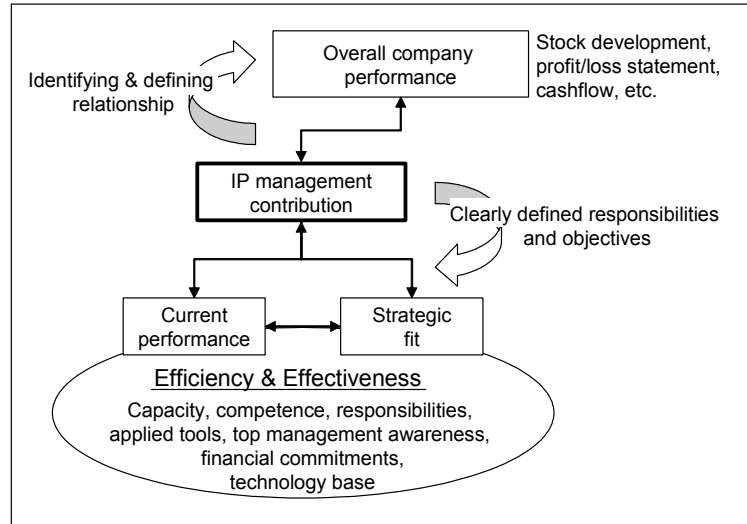 Overall company
performance
Stock development,
profit/loss statement,
cashflow, etc.
Identifying & defining
relationship
IP management
contribution
Clearly defined responsibilities
and objectives
Current
performance
Strategic
fit
Efficiency & Effectiveness
Capacity, competence, responsibilities,
applied tools, top management awareness,
financial commitments,
technology base